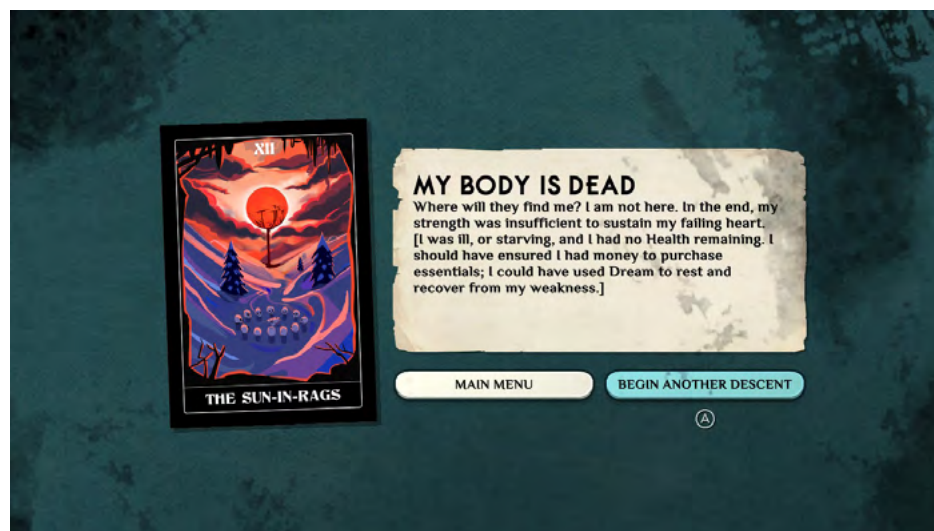 XII
THE SUN-IN-RAGS
MY BODY IS DEAD
Where will they find me? I am not here. In the end, my
strength was insufficient to sustain my failing heart.
[I was ill, or starving, and I had no Health remaining. I
should have ensured I had money to purchase
essentials; I could have used Dream to rest and
recover from my weakness.]
MAIN MENU
BEGIN ANOTHER DESCENT
A